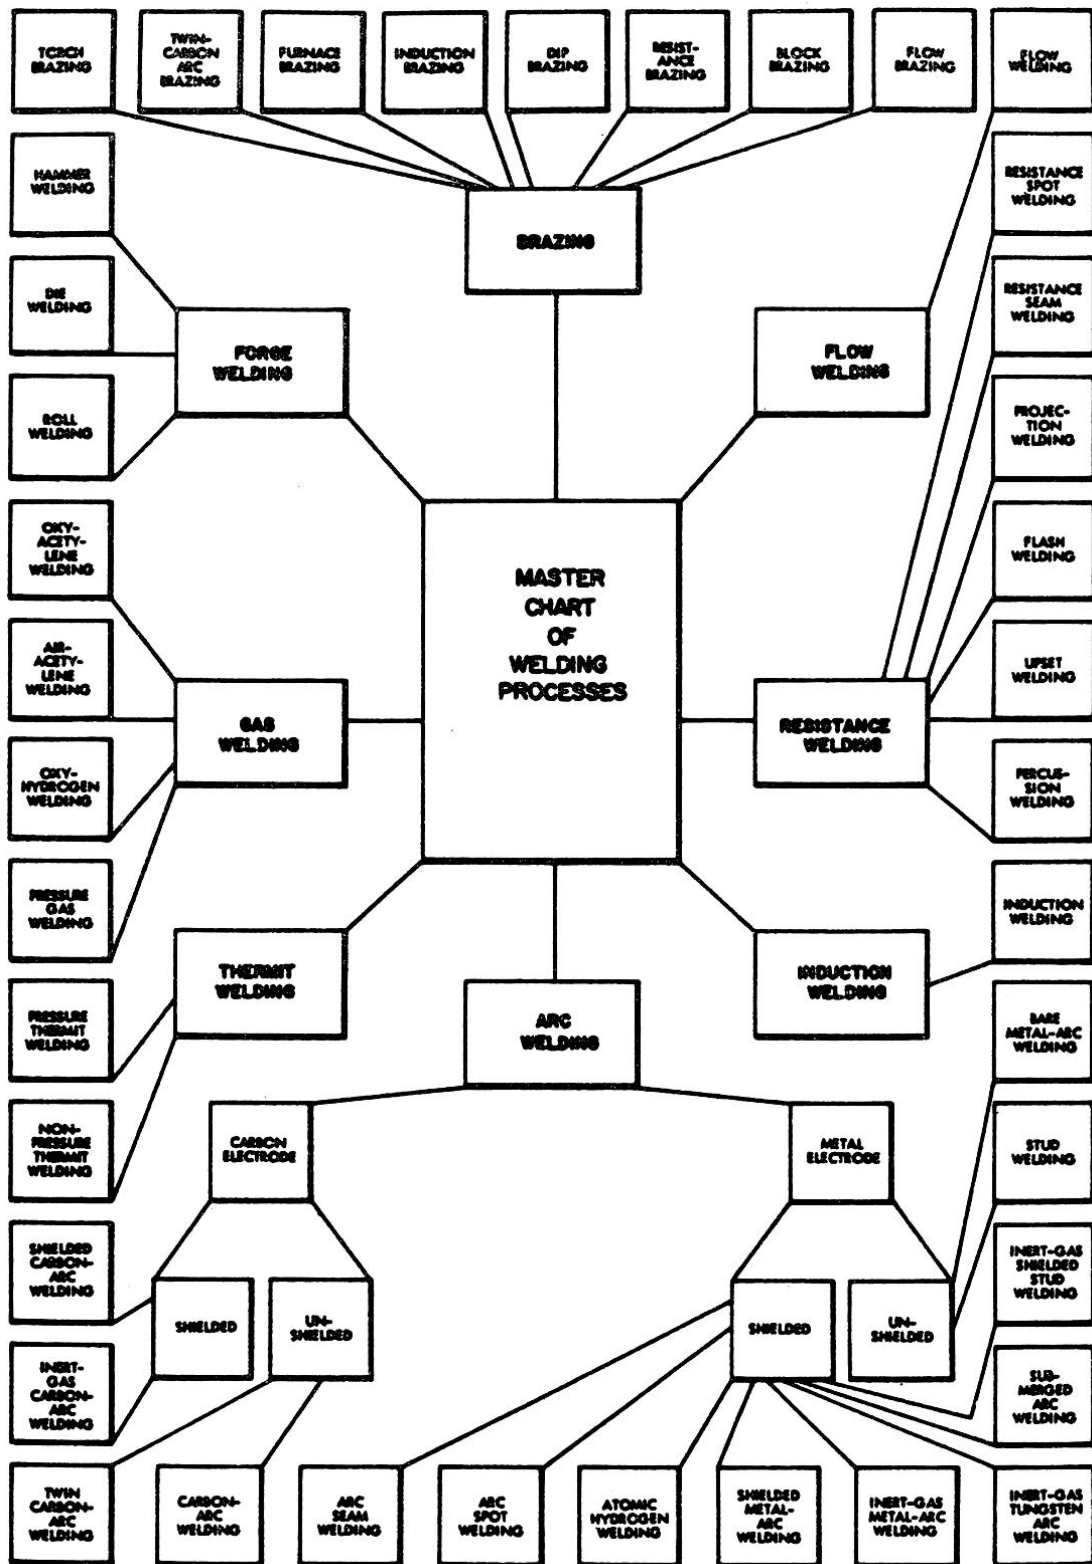 TORCH
BRAZING
TWIN-
CARBON
ARC
BRAZING
FURNACE
BRAZING
INDUCTION
BRAZING
DIP
BRAZING
RESIST-
ANCE
BRAZING
BLOCK
BRAZING
FLOW
BRAZING
FLOW
WELDING
HAMMER
WELDING
RESISTANCE
SPOT
WELDING
BRAZING
DIE
WELDING
RESISTANCE
SEAM
WELDING
FORGE
WELDING
FLOW
WELDING
ROLL
WELDING
PROJEC-
TION
WELDING
OXY-
ACETY-
LENE
WELDING
FLASH
WELDING
MASTER
CHART
OF
WELDING
PROCESSES
AIR-
ACETY-
LENE
WELDING
UPSET
WELDING
GAS
WELDING
RESISTANCE
WELDING
OXY-
HYDROGEN
WELDING
PERCUS-
SION
WELDING
PRESSURE
GAS
WELDING
INDUCTION
WELDING
THERMIT
WELDING
INDUCTION
WELDING
ARC
WELDING
PRESSURE
THERMIT
WELDING
BARE
METAL-ARC
WELDING
NON-
PRESSURE
THERMIT
WELDING
CARBON
ELECTRODE
METAL
ELECTRODE
STUD
WELDING
SHIELDED
CARBON-
ARC
WELDING
INERT-GAS
SHIELDED
STUD
WELDING
SHIELDED
UN-
SHIELDED
SHIELDED
UN-
SHIELDED
INERT-
GAS
CARBON-
ARC
WELDING
SUB-
MERGED
ARC
WELDING
TWIN
CARBON-
ARC
WELDING
CARBON-
ARC
WELDING
ARC
SEAM
WELDING
ARC
SPOT
WELDING
ATOMIC
HYDROGEN
WELDING
SHIELDED
METAL-
ARC
WELDING
INERT-GAS
METAL-ARC
WELDING
INERT-GAS
TUNGSTEN
ARC
WELDING